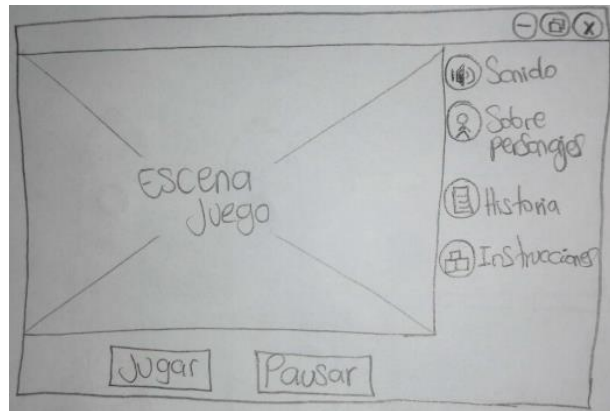 Sonido
Sobre
personajes
Escena
Juego
Historia
Instrucciones
Jugar
Pausar